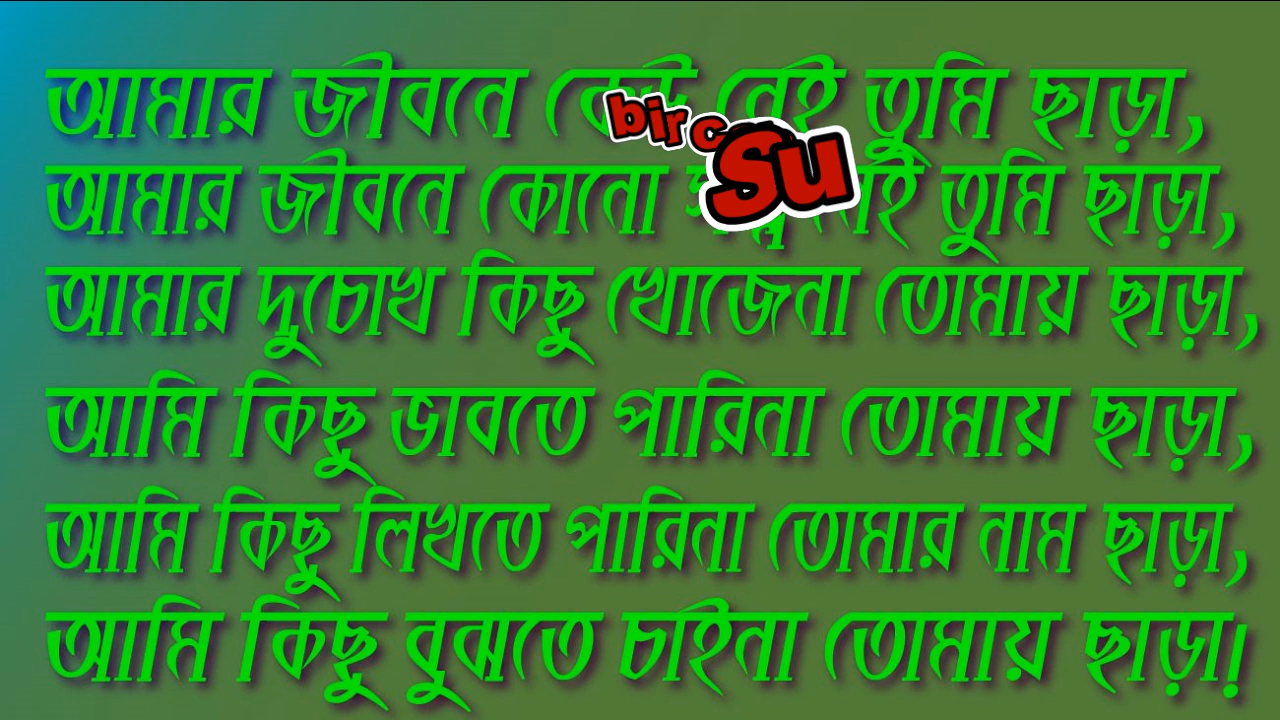 আমার জীবনে কেউ নেই তুমি ছাড়া,
আমার জীবনে কোনো নেই তুমি ছাড়া,
আমার দুচোখ কিছু খোজেনা তোমায় ছাড়া,
আমি কিছু ভাবতে পারিনা তোমায় ছাড়া,
আমি কিছু লিখতে পারিনা তোমার নাম ছাড়া,
আমি কিছু বুঝতে চাইনা তোমায় ছাড়া!
bir c
Su